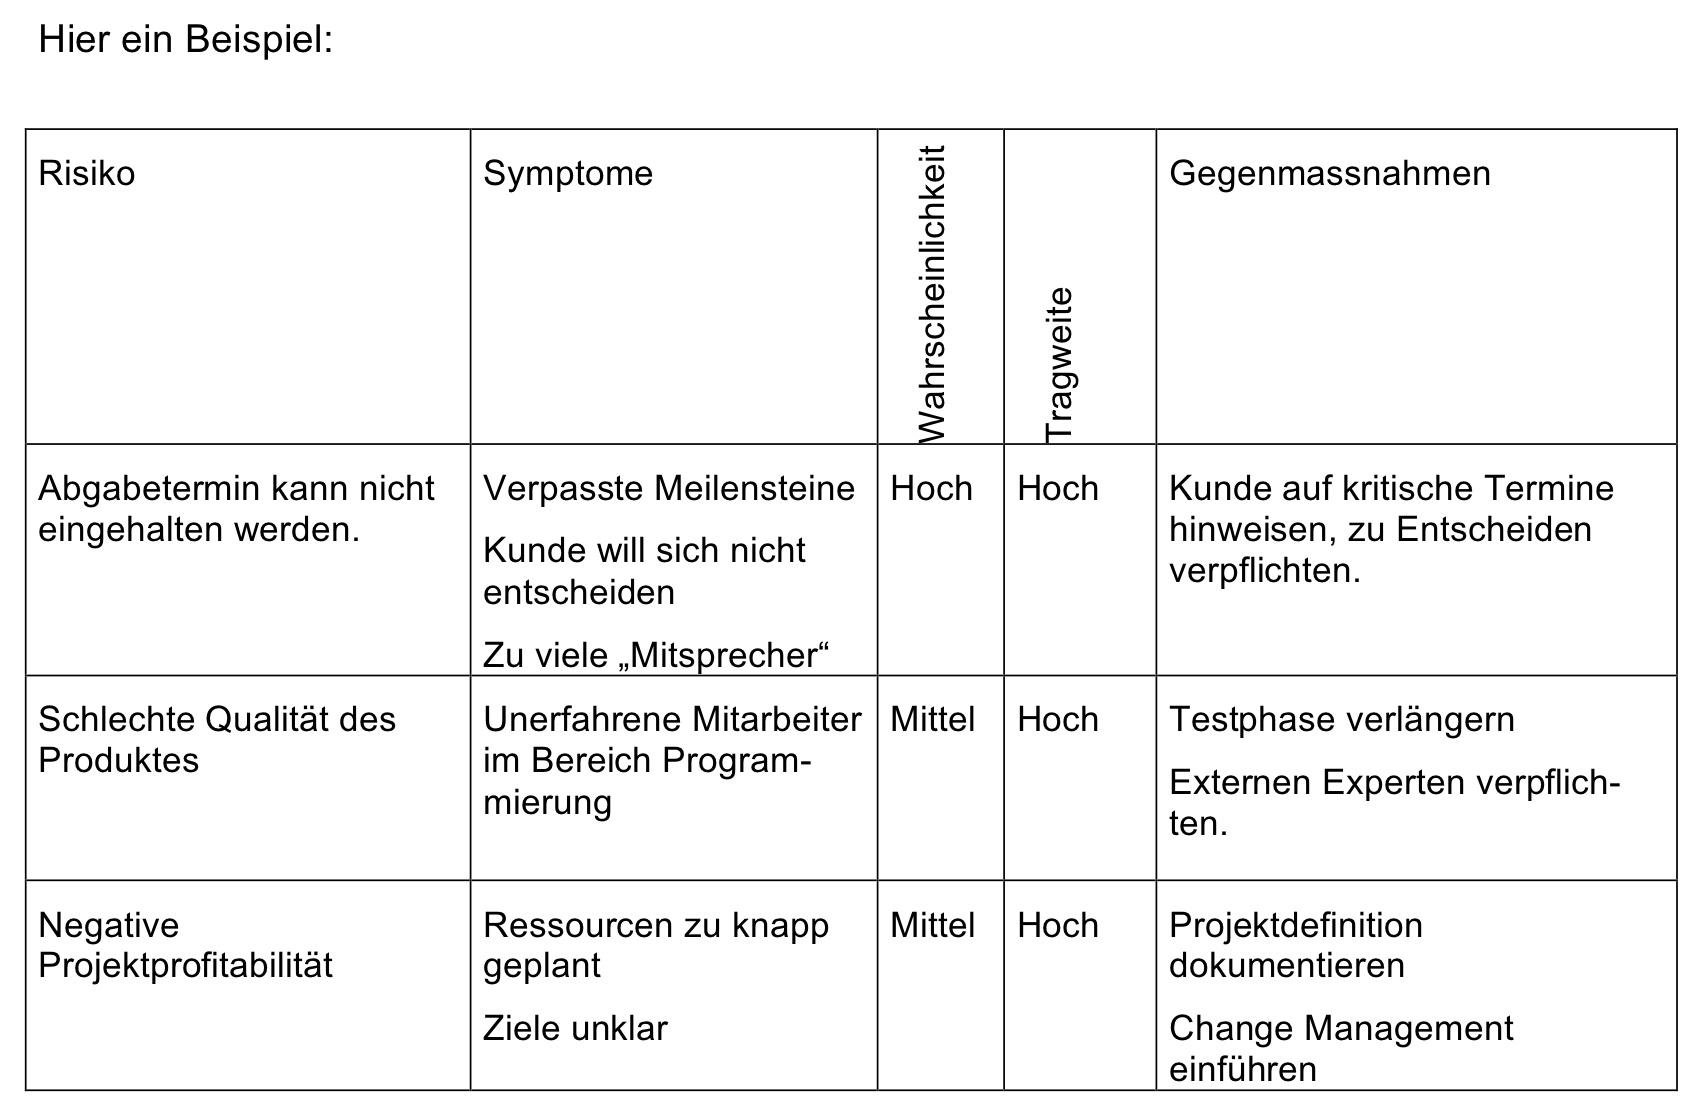 Hier ein Beispiel:
Risiko
Symptome
Wahrscheinlichkeit
Tragweite
Gegenmassnahmen
Abgabetermin kann nicht
eingehalten werden.
Verpasste Meilensteine
Kunde will sich nicht
entscheiden
Zu viele „Mitsprecher“
Hoch
Hoch
Kunde auf kritische Termine
hinweisen, zu Entscheiden
verpflichten.
Schlechte Qualität des
Produktes
Unerfahrene Mitarbeiter
im Bereich Program-
mierung
Mittel
Hoch
Testphase verlängern
Externen Experten verpflich-
ten.
Negative
Projektprofitabilität
Ressourcen zu knapp
geplant
Ziele unklar
Mittel
Hoch
Projektdefinition
dokumentieren
Change Management
einführen